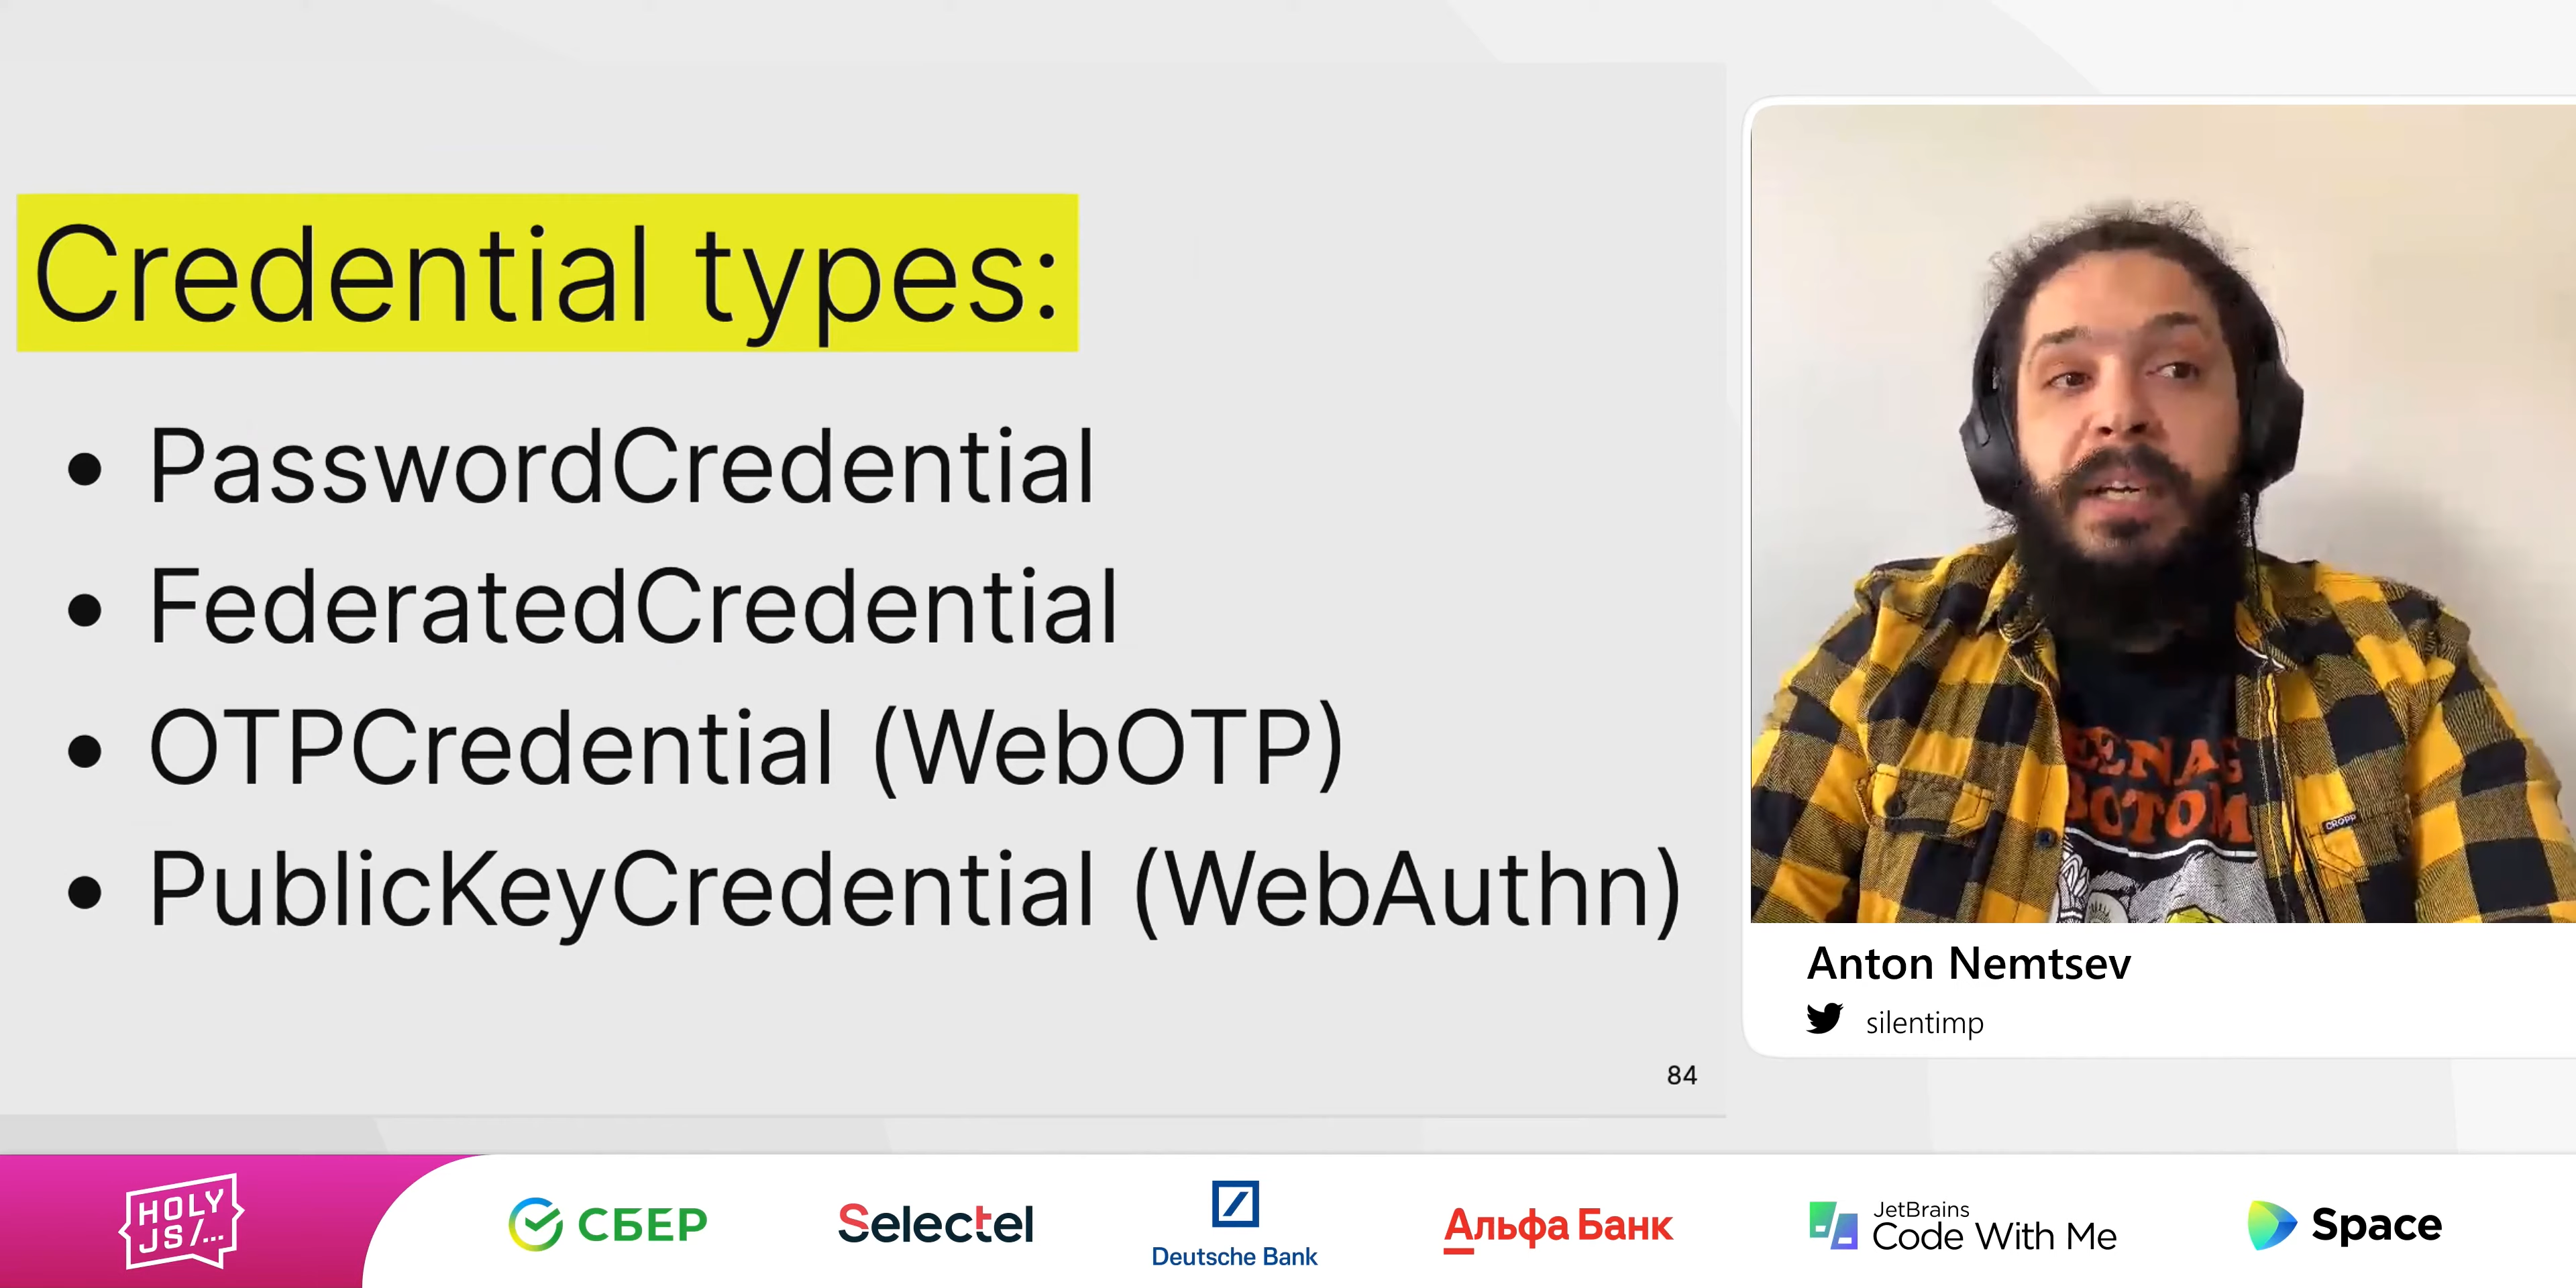 Credential types:
• PasswordCredential
• FederatedCredential
• OTPCredential (WebOTP)
• PublicKeyCredential (WebAuthn)
84
CROPP
Anton Nemtsev
silentimp
HOLY
JS/...
СБЕР
Selectel
Deutsche Bank
Альфа Банк
JetBrains
Code With Me
Space